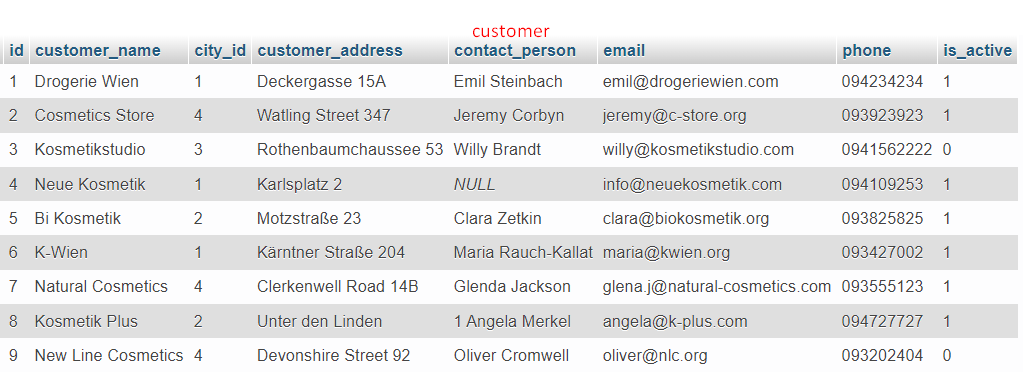 customer
id customer_name city_id customer_address contact_person email phone is_active
1 Drogerie Wien 1 Deckergasse 15A Emil Steinbach emil@drogeriewien.com 094234234 1
2 Cosmetics Store 4 Watling Street 347 Jeremy Corbyn jeremy@c-store.org 093923923 1
3 Kosmetikstudio 3 Rothenbaumchaussee 53 Willy Brandt willy@kosmetikstudio.com 0941562222 0
4 Neue Kosmetik 1 Karlsplatz 2 NULL info@neuekosmetik.com 094109253 1
5 Bi Kosmetik 2 Motzstraße 23 Clara Zetkin clara@biokosmetik.org 093825825 1
6 K-Wien 1 Kärntner Straße 204 Maria Rauch-Kallat maria@kwien.org 093427002 1
7 Natural Cosmetics 4 Clerkenwell Road 14B Glenda Jackson glena.j@natural-cosmetics.com 093555123 1
8 Kosmetik Plus 2 Unter den Linden 1 Angela Merkel angela@k-plus.com 094727727 1
9 New Line Cosmetics 4 Devonshire Street 92 Oliver Cromwell oliver@nlc.org 093202404 0